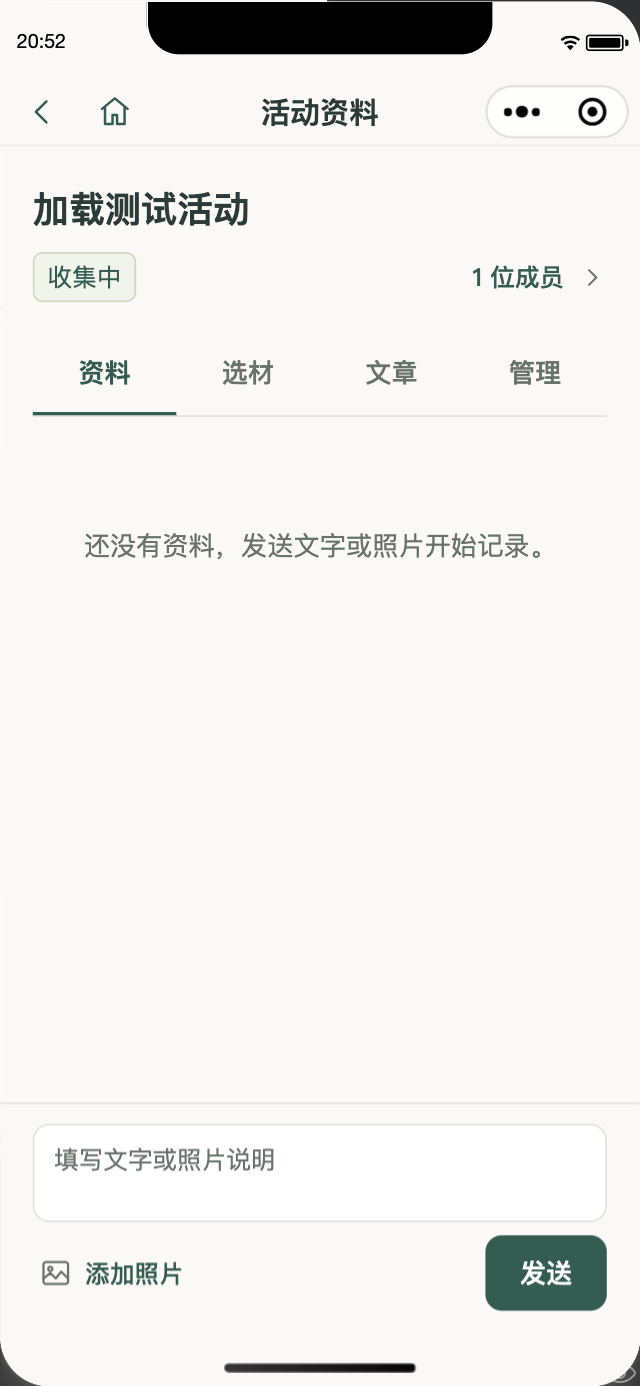 20:52
活动资料
加载测试活动
收集中
1 位成员
资料 选材 文章 管理
还没有资料，发送文字或照片开始记录。
填写文字或照片说明
添加照片
发送